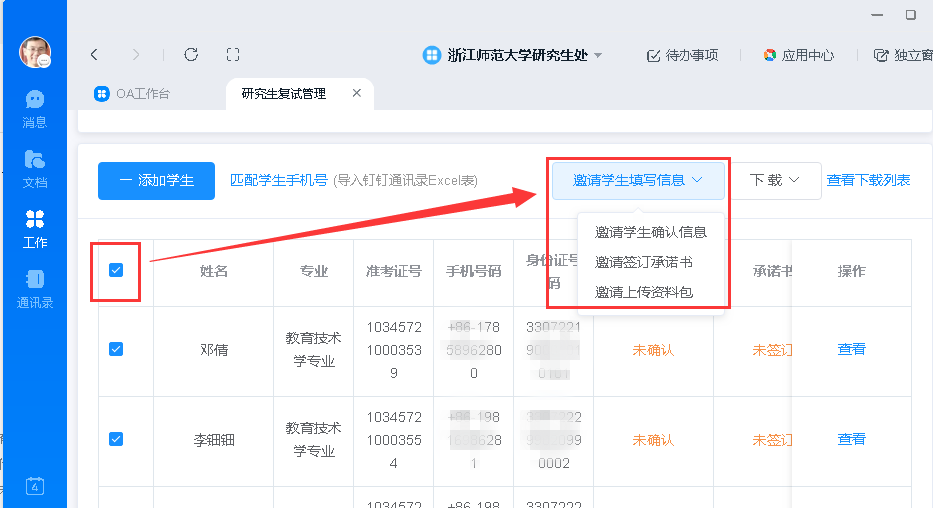 浙江师范大学研究生处
待办事项
应用中心
独立窗
OA工作台
研究生复试管理
消息
文档
工作
通讯录
4
添加学生
匹配学生手机号 (导入钉钉通讯录Excel表)
邀请学生填写信息
下载
查看下载列表
邀请学生确认信息
邀请签订承诺书
邀请上传资料包
姓名
专业
准考证号
手机号码
身份证号
码
承诺书
操作
邓倩
教育技术
学专业
1034572
1000353
9
+86-178
5896280
0
3307221
未确认
未签订
查看
李钿钿
教育技术
学专业
1034572
1000355
4
+86-198
628
1
22
099
0002
未确认
未签订
查看
1034572
+86-198
3307222